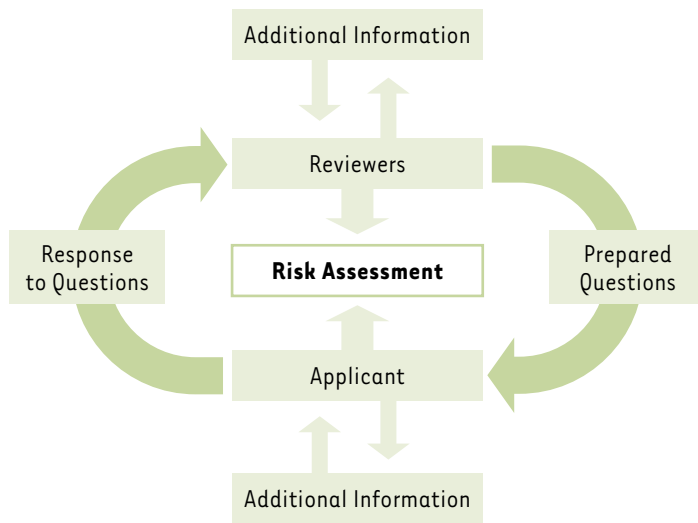 Additional Information
Reviewers
Response
to Questions
Risk Assessment
Prepared
Questions
Applicant
Additional Information